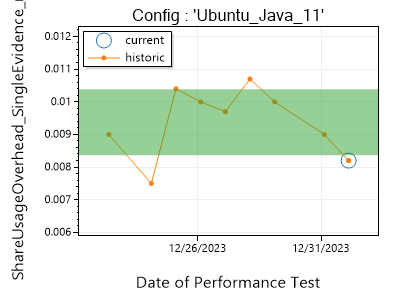 Config : 'Ubuntu_Java_11'
current
historic
0.012
0.011
0.01
0.009
0.008
0.007
0.006
12/26/2023
12/31/2023
Date of Performance Test
ShareUsageOverhead_SingleEvidence_